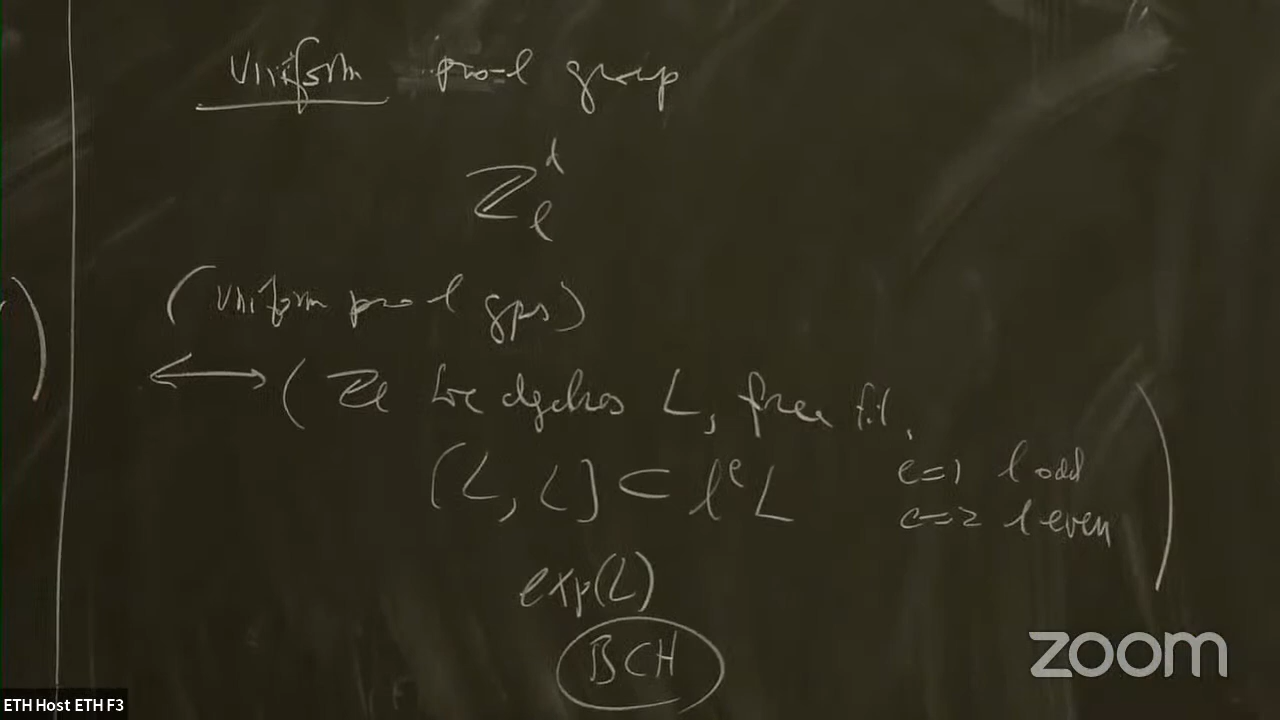 Uniform pro-l group
Z_l^d
(uniform pro-l gps)
↔ (Z_l Lie algebras L, free f.t.,
[L, L] ⊂ l^e L
e=1 l odd
e=2 l even)
exp(L)
BCH
zoom
ETH Host ETH F3